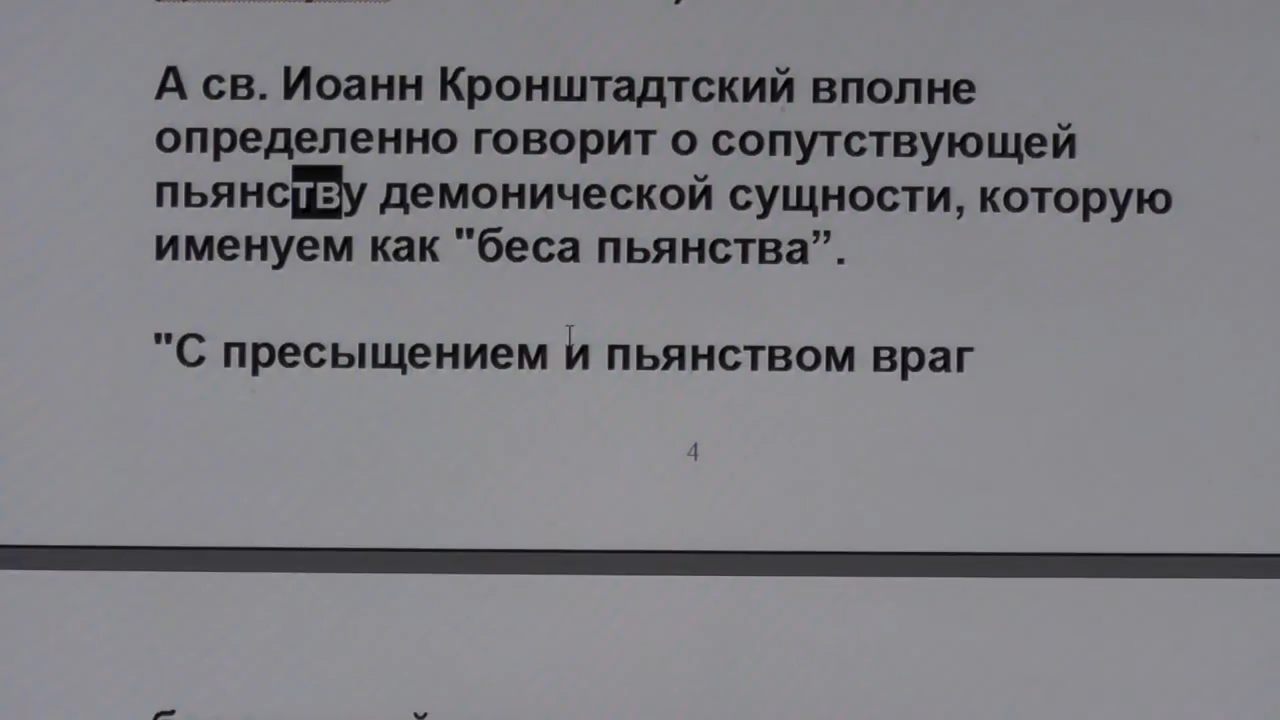 А св. Иоанн Кронштадтский вполне
определенно говорит о сопутствующей
пьянству демонической сущности, которую
именуем как "беса пьянства”.
"С пресыщением и пьянством враг
4